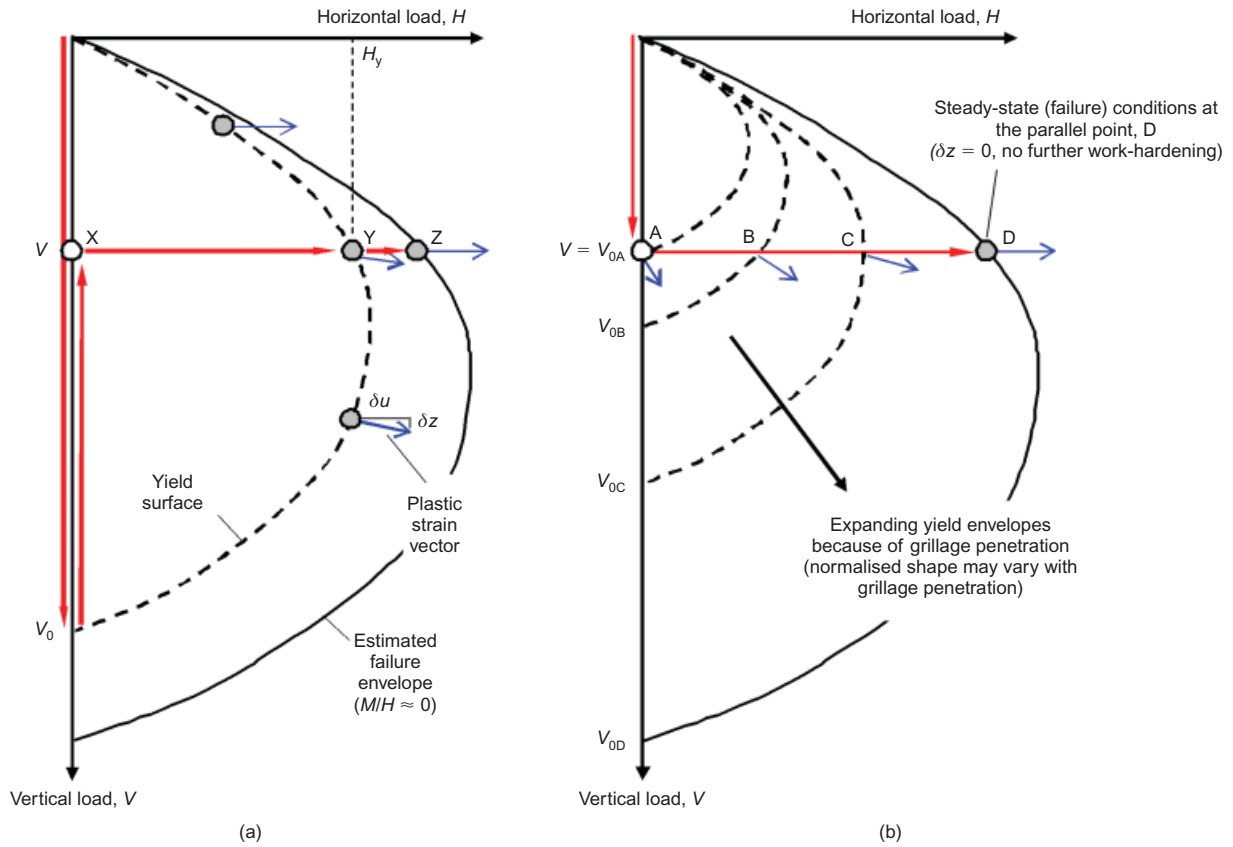 Horizontal load, H
H_y
V
X
Y
Z
δu
δz
Yield
surface
Plastic
strain
vector
V_0
Estimated
failure
envelope
(M/H ≈ 0)
Vertical load, V
(a)
Horizontal load, H
Steady-state (failure) conditions at
the parallel point, D
(δz = 0, no further work-hardening)
V = V_0A
A
B
C
D
V_0B
V_0C
Expanding yield envelopes
because of grillage penetration
(normalised shape may vary with
grillage penetration)
V_0D
Vertical load, V
(b)